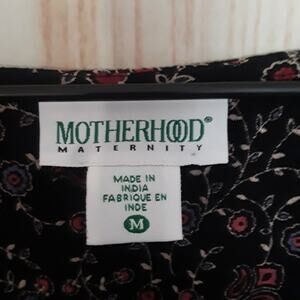 MOTHERHOOD®
MATERNITY
MADE IN
INDIA
FABRIQUE EN
INDE
M